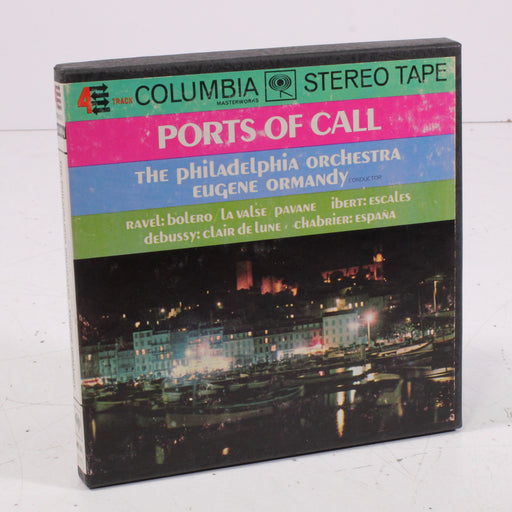 4 TRACK COLUMBIA STEREO TAPE
MASTERWORKS
PORTS OF CALL
THE PHILADELPHIA ORCHESTRA
EUGENE ORMANDY CONDUCTOR
RAVEL: BOLERO / LA VALSE / PAVANE / IBERT: ESCALES
DEBUSSY: CLAIR DE LUNE / CHABRIER: ESPAÑA